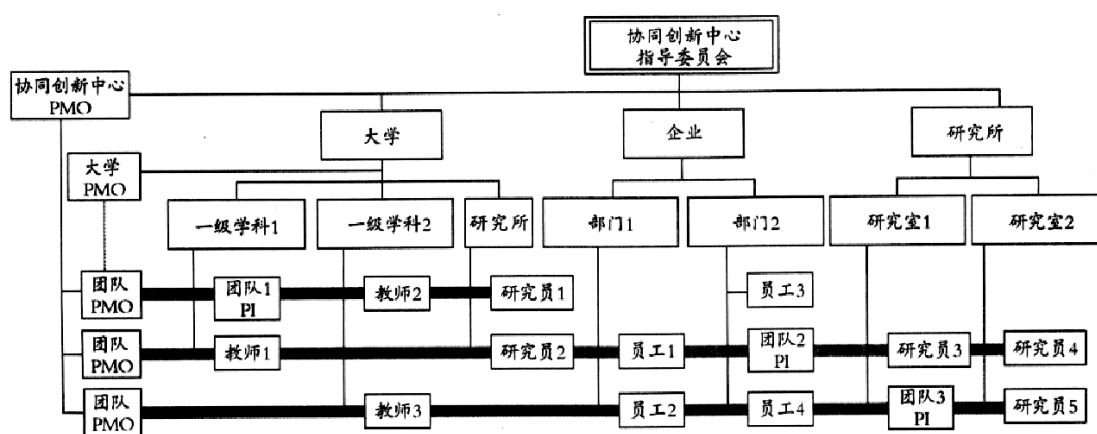 协同创新中心
指导委员会
协同创新中心
PMO
大学
企业
研究所
大学
PMO
一级学科1
一级学科2
研究所
部门1
部门2
研究室1
研究室2
团队
PMO
团队1
PI
教师2
研究员1
员工3
团队
PMO
教师1
研究员2
员工1
团队2
PI
研究员3
研究员4
团队
PMO
教师3
员工2
员工4
团队3
PI
研究员5